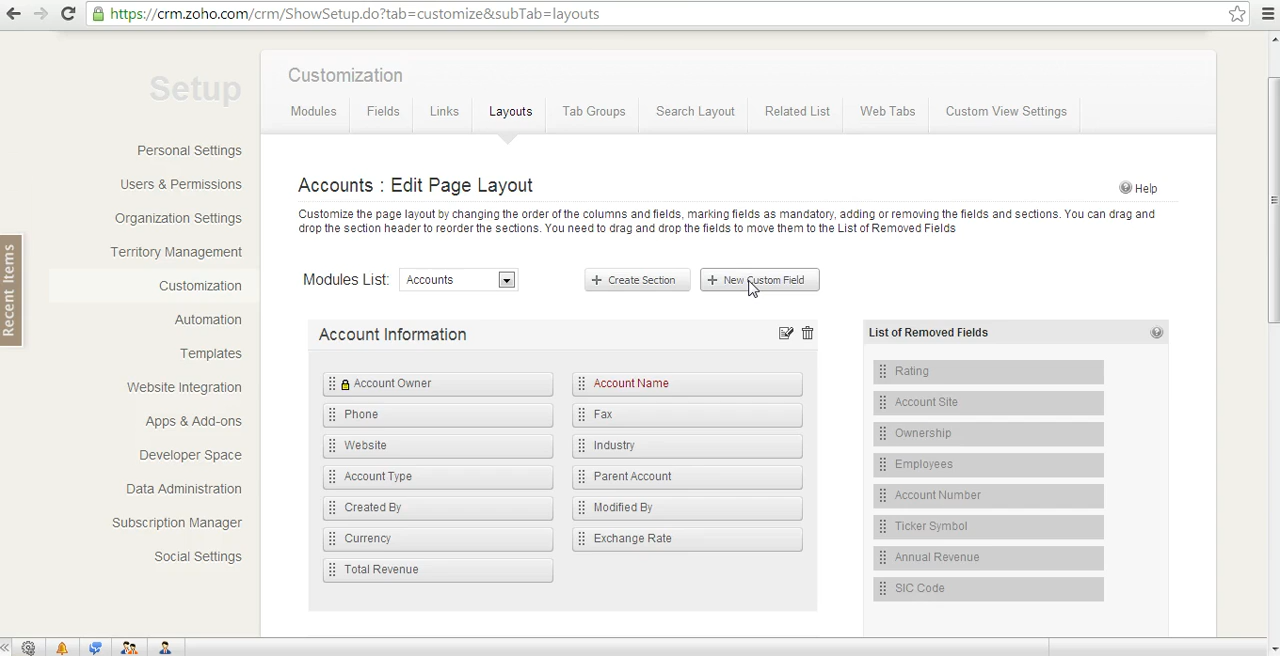 https://crm.zoho.com/crm/ShowSetup.do?tab=customize&subTab=layouts
Setup
Personal Settings
Users & Permissions
Organization Settings
Territory Management
Customization
Automation
Templates
Website Integration
Apps & Add-ons
Developer Space
Data Administration
Subscription Manager
Social Settings
Recent Items
Customization
Modules Fields Links Layouts Tab Groups Search Layout Related List Web Tabs Custom View Settings
Accounts : Edit Page Layout
Help
Customize the page layout by changing the order of the columns and fields, marking fields as mandatory, adding or removing the fields and sections. You can drag and
drop the section header to reorder the sections. You need to drag and drop the fields to move them to the List of Removed Fields
Modules List: Accounts
+ Create Section
+ New Custom Field
Account Information
Account Owner Account Name
Phone Fax
Website Industry
Account Type Parent Account
Created By Modified By
Currency Exchange Rate
Total Revenue
List of Removed Fields
Rating
Account Site
Ownership
Employees
Account Number
Ticker Symbol
Annual Revenue
SIC Code